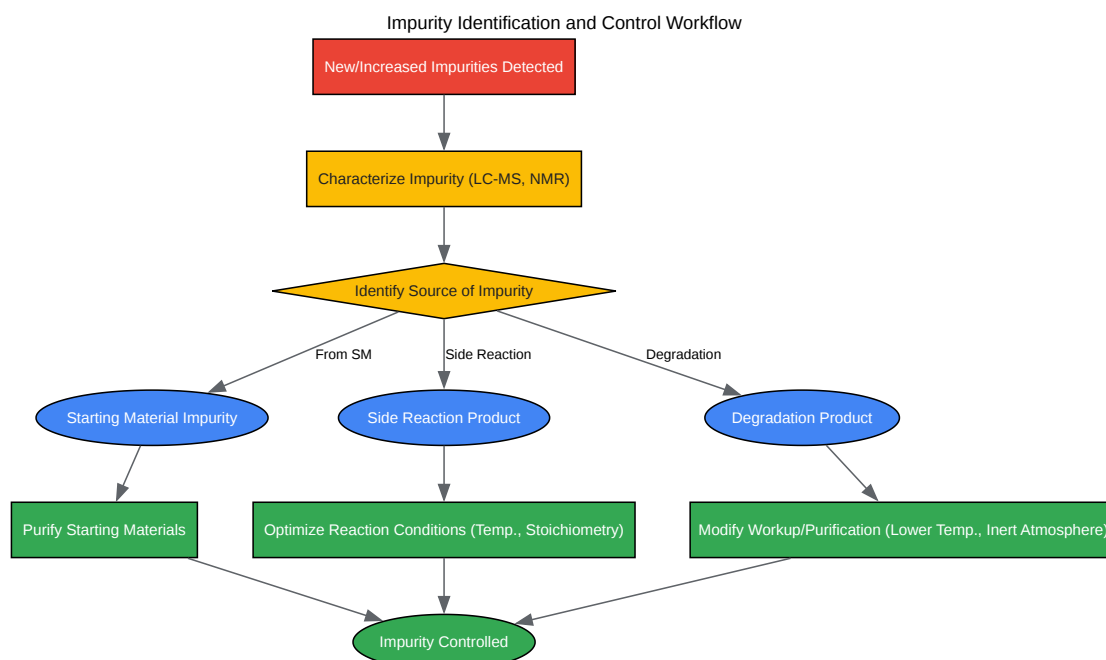 Impurity Identification and Control Workflow
New/Increased Impurities Detected
Characterize Impurity (LC-MS, NMR)
Identify Source of Impurity
From SM
Side Reaction
Degradation
Starting Material Impurity
Side Reaction Product
Degradation Product
Purify Starting Materials
Optimize Reaction Conditions (Temp., Stoichiometry)
Modify Workup/Purification (Lower Temp., Inert Atmosphere)
Impurity Controlled